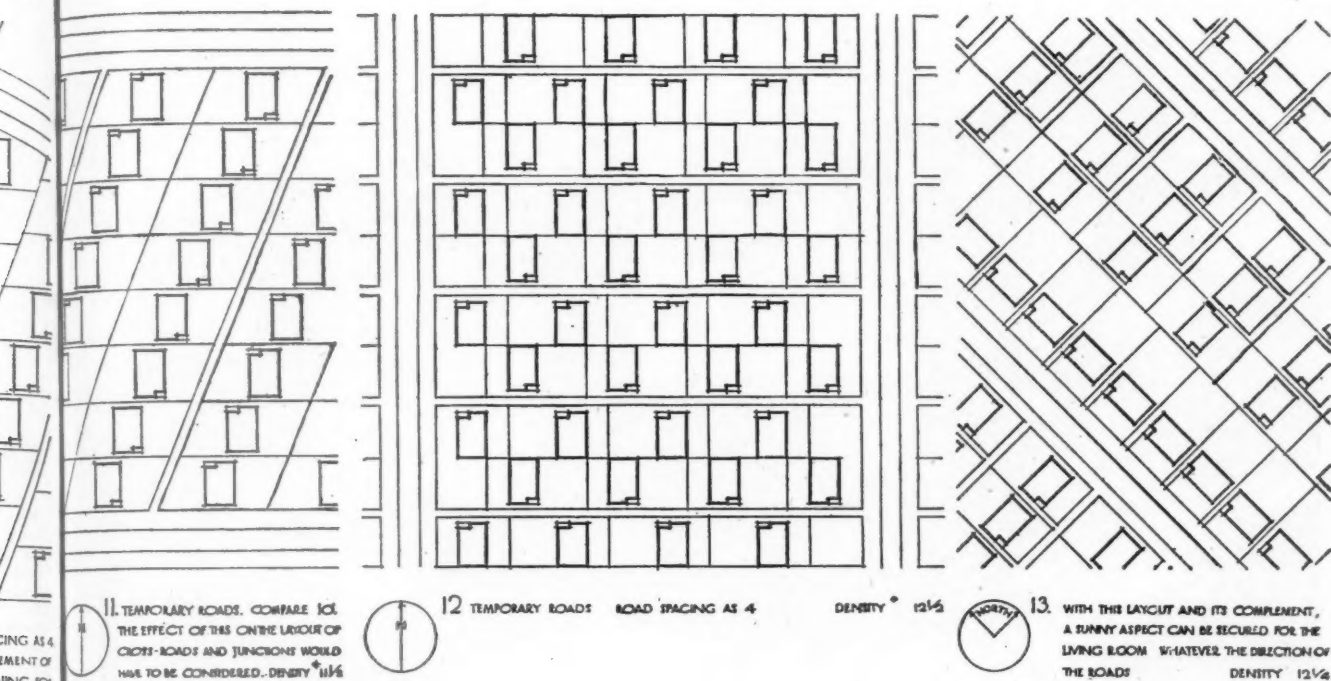 CING AS 4
EMENT OF
11. TEMPORARY ROADS. COMPARE 10.
THE EFFECT OF THIS ON THE LAYOUT OF
CROSS-ROADS AND JUNCTIONS WOULD
HAVE TO BE CONSIDERED. DENSITY * 11½
N
12 TEMPORARY ROADS ROAD SPACING AS 4 DENSITY * 12½
NORTH
13. WITH THIS LAYOUT AND ITS COMPLEMENT,
A SUNNY ASPECT CAN BE SECURED FOR THE
LIVING ROOM WHATEVER THE DIRECTION OF
THE ROADS DENSITY 12½